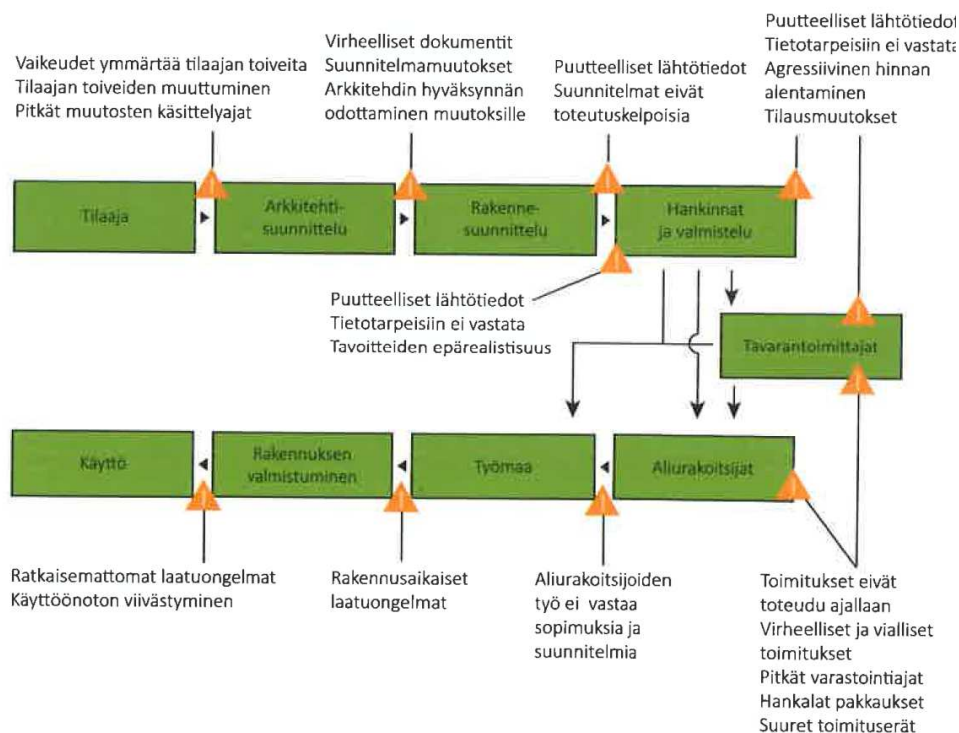 Vaikeudet ymmärtää tilaajan toiveita
Tilaajan toiveiden muuttuminen
Pitkät muutosten käsittelyajat
Virheelliset dokumentit
Suunnitelmamuutokset
Arkkitehdin hyväksynnän
odottaminen muutoksille
Puutteelliset lähtötiedot
Suunnitelmat eivät
toteutuskelpoisia
Puutteelliset lähtötiedot
Tietotarpeisiin ei vastata
Agressiivinen hinnan
alentaminen
Tilausmuutokset
Tilaaja
Arkkitehti-
suunnittelu
Rakenne-
suunnittelu
Hankinnat
ja valmistelu
Puutteelliset lähtötiedot
Tietotarpeisiin ei vastata
Tavoitteiden epärealistisuus
Tavarantoimittajat
Käyttö
Rakennuksen
valmistuminen
Työmaa
Aliurakoitsijat
Ratkaisemattomat laatuongelmat
Käyttöönoton viivästyminen
Rakennusaikaiset
laatuongelmat
Aliurakoitsijoiden
työ ei vastaa
sopimuksia ja
suunnitelmia
Toimitukset eivät
toteudu ajallaan
Virheelliset ja vialliset
toimitukset
Pitkät varastointiajat
Hankalat pakkaukset
Suuret toimituserät